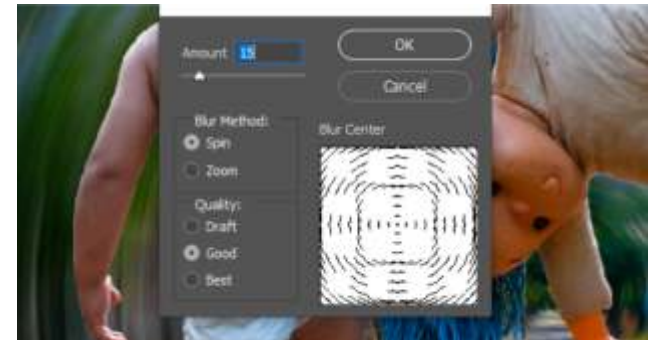 Amount 15
OK
Cancel
Blur Method:
Spin
Zoom
Blur Center
Quality:
Draft
Good
Best